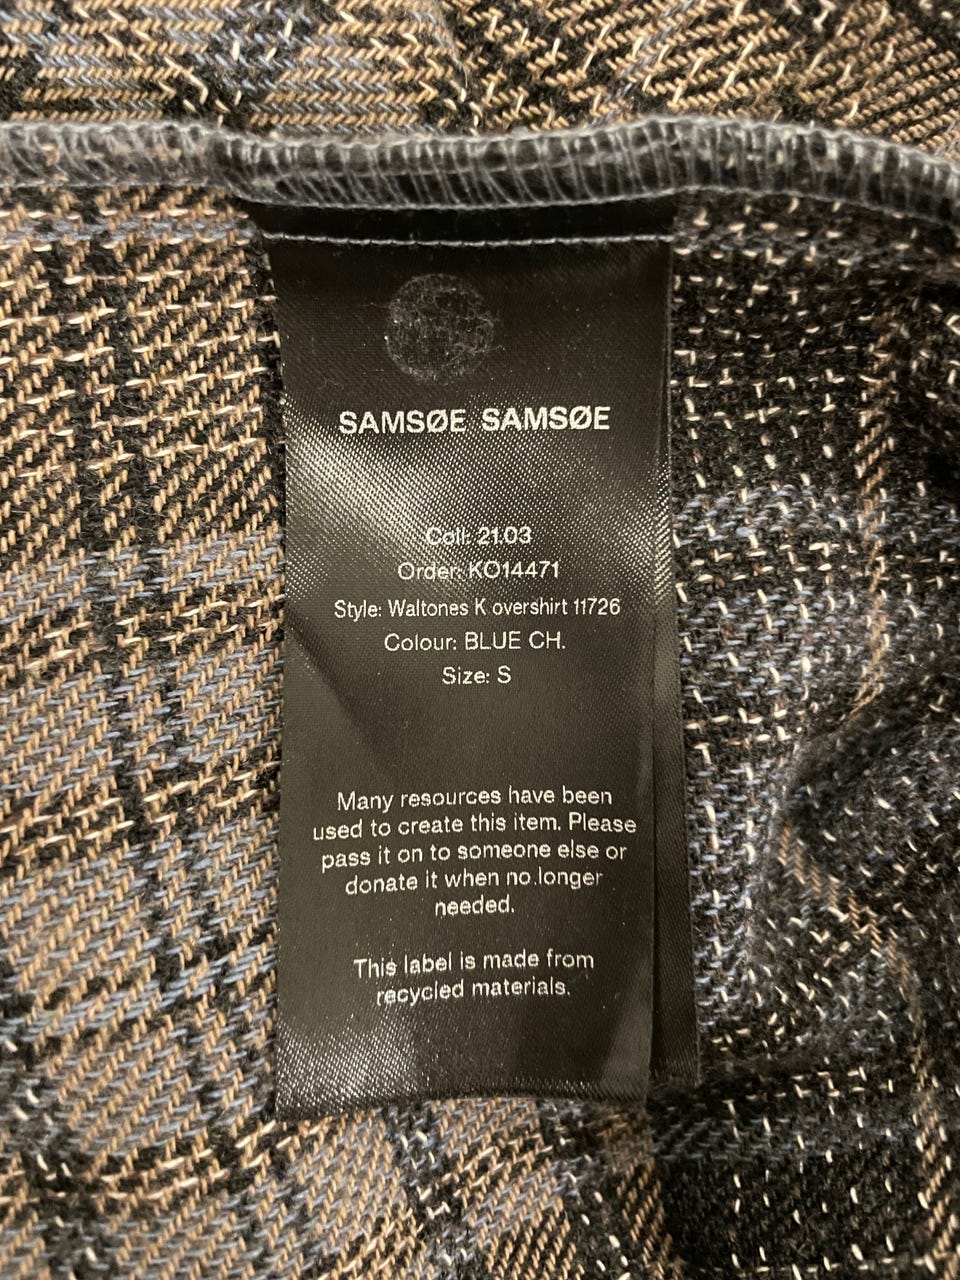 SAMSØE SAMSØE
Coll: 21.03
Order: KO14471
Style: Waltones K overshirt 11726
Colour: BLUE CH.
Size: S
Many resources have been
used to create this item. Please
pass it on to someone else or
donate it when no longer
needed.
This label is made from
recycled materials.